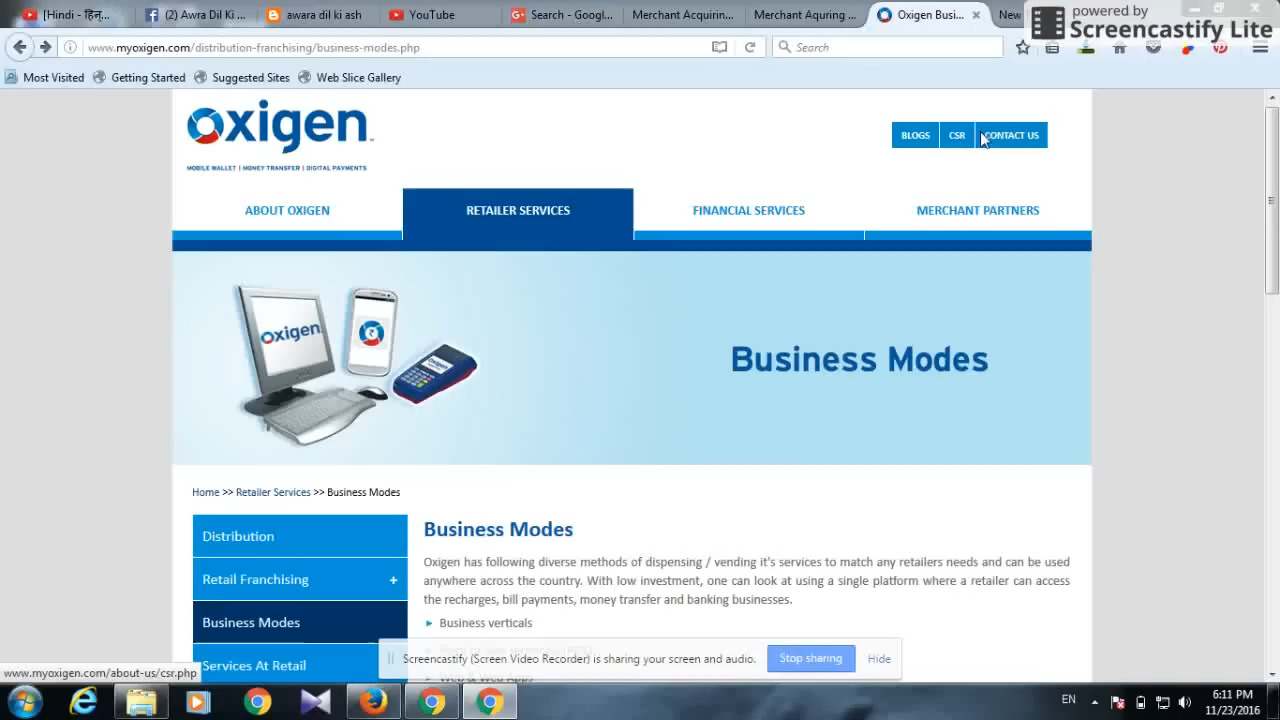 [Hindi - हिन्...
(2) Awara Dil ki...
awara dil ki hindi
YouTube
Search - Googl...
Merchant Acquirin...
Merchant Aquring ...
Oxigen Busin...
New
powered by
Screencastify Lite
www.myoxigen.com/distribution-franchising/business-modes.php
Search
Most Visited
Getting Started
Suggested Sites
Web Slice Gallery
Oxigen
MOBILE WALLET | MONEY TRANSFER | DIGITAL PAYMENTS
BLOGS
CSR
CONTACT US
ABOUT OXIGEN
RETAILER SERVICES
FINANCIAL SERVICES
MERCHANT PARTNERS
Oxigen
Business Modes
Home >> Retailer Services >> Business Modes
Distribution
Retail Franchising +
Business Modes
Services At Retail
Business Modes
Oxigen has following diverse methods of dispensing / vending it's services to match any retailers needs and can be used
anywhere across the country. With low investment, one can look at using a single platform where a retailer can access
the recharges, bill payments, money transfer and banking businesses.
Business verticals
Web & Web Apps
Screencastify (Screen Video Recorder) is sharing your screen and audio.
Stop sharing
Hide
www.myoxigen.com/about-us/csr.php
EN
6:11 PM
11/23/2016